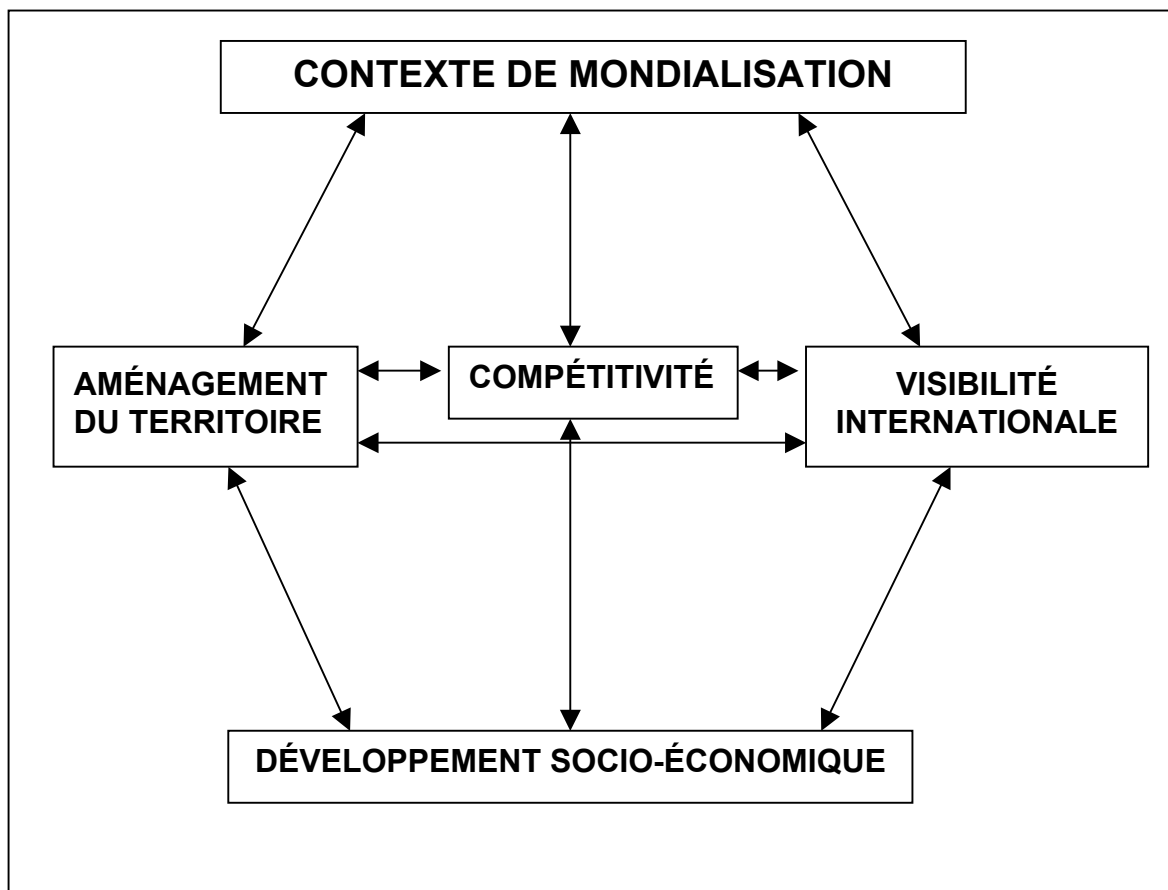 CONTEXTE DE MONDIALISATION
AMÉNAGEMENT
DU TERRITOIRE
COMPÉTITIVITÉ
VISIBILITÉ
INTERNATIONALE
DÉVELOPPEMENT SOCIO-ÉCONOMIQUE